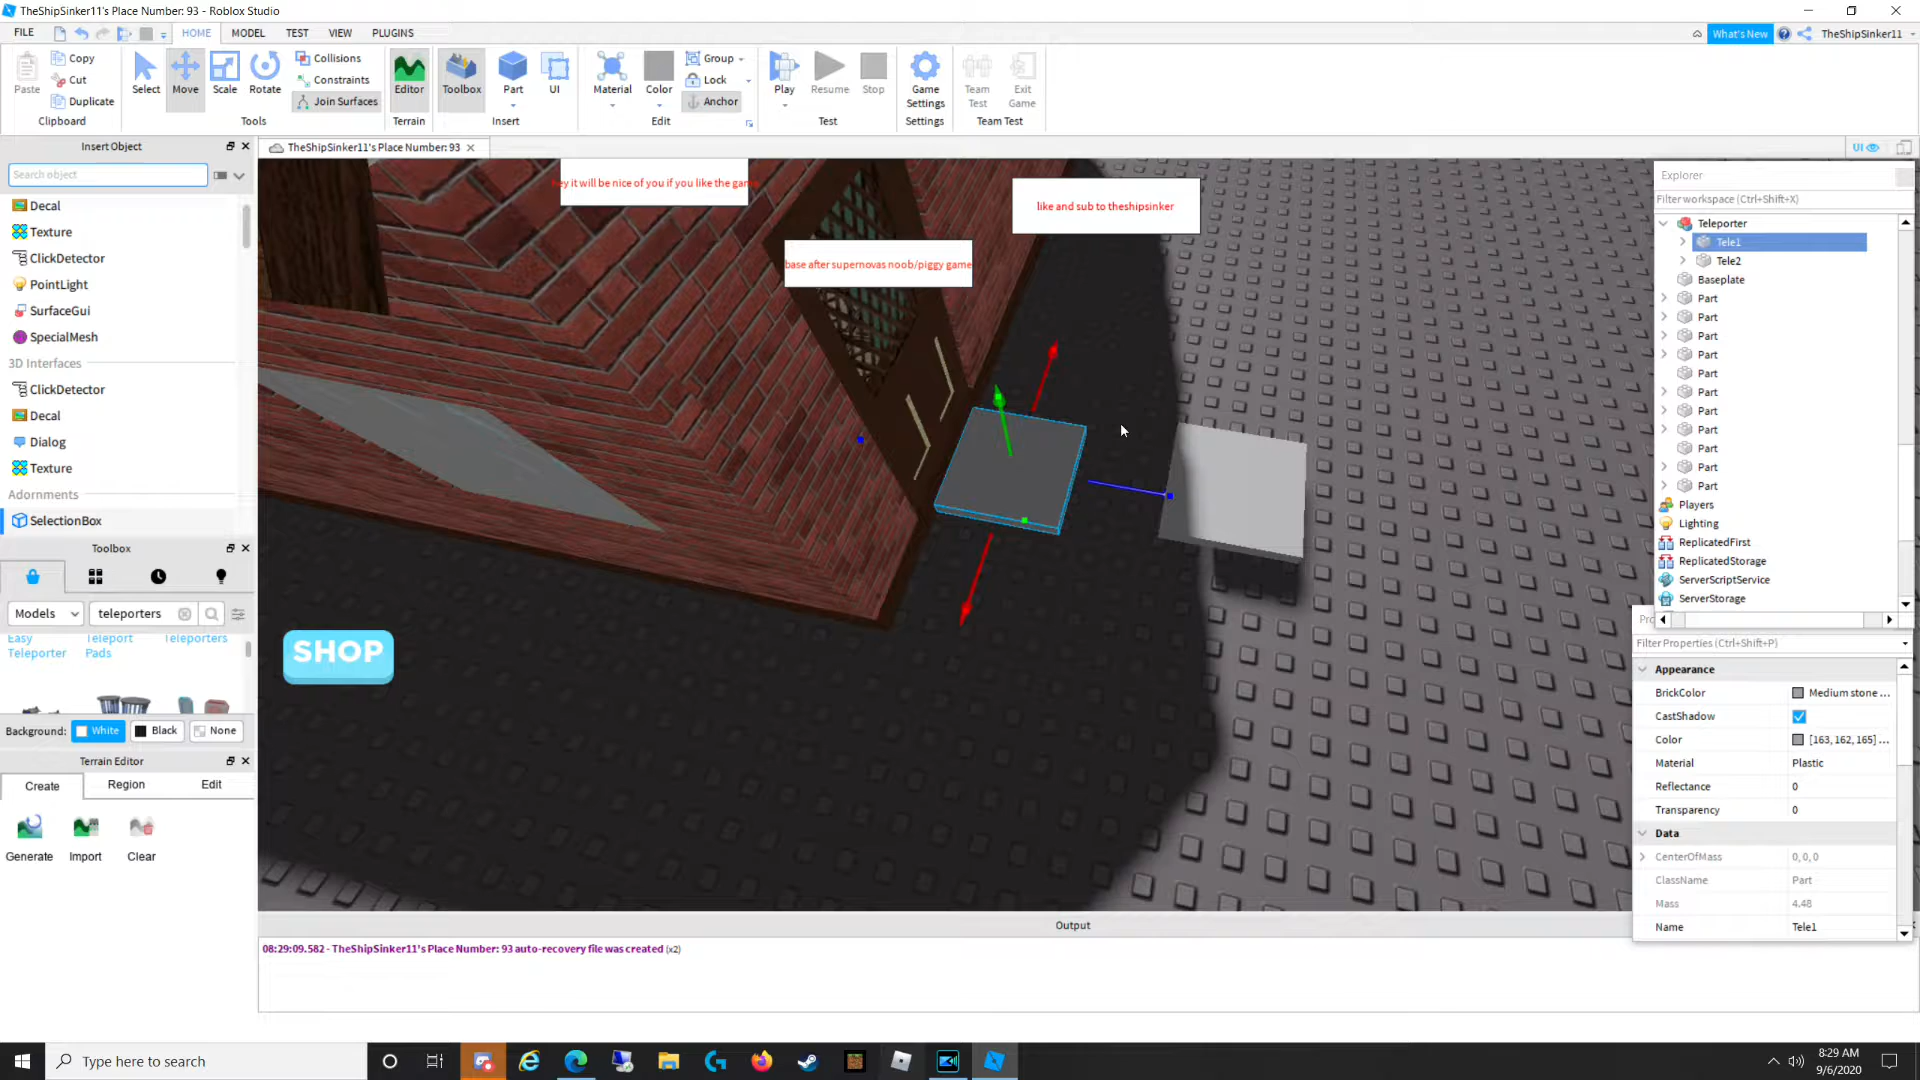 TheShipSinker11's Place Number: 93 - Roblox Studio
FILE
HOME
MODEL
TEST
VIEW
PLUGINS
What's New
TheShipSinker11
Paste
Copy
Cut
Duplicate
Clipboard
Select
Move
Scale
Rotate
Collisions
Constraints
Join Surfaces
Tools
Editor
Terrain
Toolbox
Part
UI
Insert
Material
Color
Group
Lock
Anchor
Edit
Play
Resume
Stop
Test
Game
Settings
Settings
Team
Test
Exit
Game
Team Test
Insert Object
TheShipSinker11's Place Number: 93
UI
Search object
Decal
Texture
ClickDetector
PointLight
SurfaceGui
SpecialMesh
3D Interfaces
ClickDetector
Decal
Dialog
Texture
Adornments
SelectionBox
Toolbox
Models
teleporters
Easy
Teleporter
Teleport
Pads
Teleporters
Background:
White
Black
None
Terrain Editor
Create
Region
Edit
Generate
Import
Clear
hey it will be nice of you if you like the game
like and sub to theshipsinker
base after supernovas noob/piggy game
SHOP
Explorer
Filter workspace (Ctrl+Shift+X)
Teleporter
Tele1
Tele2
Baseplate
Part
Part
Part
Part
Part
Part
Part
Part
Part
Part
Part
Players
Lighting
ReplicatedFirst
ReplicatedStorage
ServerScriptService
ServerStorage
Filter Properties (Ctrl+Shift+P)
Appearance
BrickColor
Medium stone ...
CastShadow
Color
[163, 162, 165] ...
Material
Plastic
Reflectance
0
Transparency
0
Data
CenterOfMass
0, 0, 0
ClassName
Part
Mass
4.48
Name
Tele1
Output
08:29:09.582 - TheShipSinker11's Place Number: 93 auto-recovery file was created (x2)
Type here to search
8:29 AM
9/6/2020